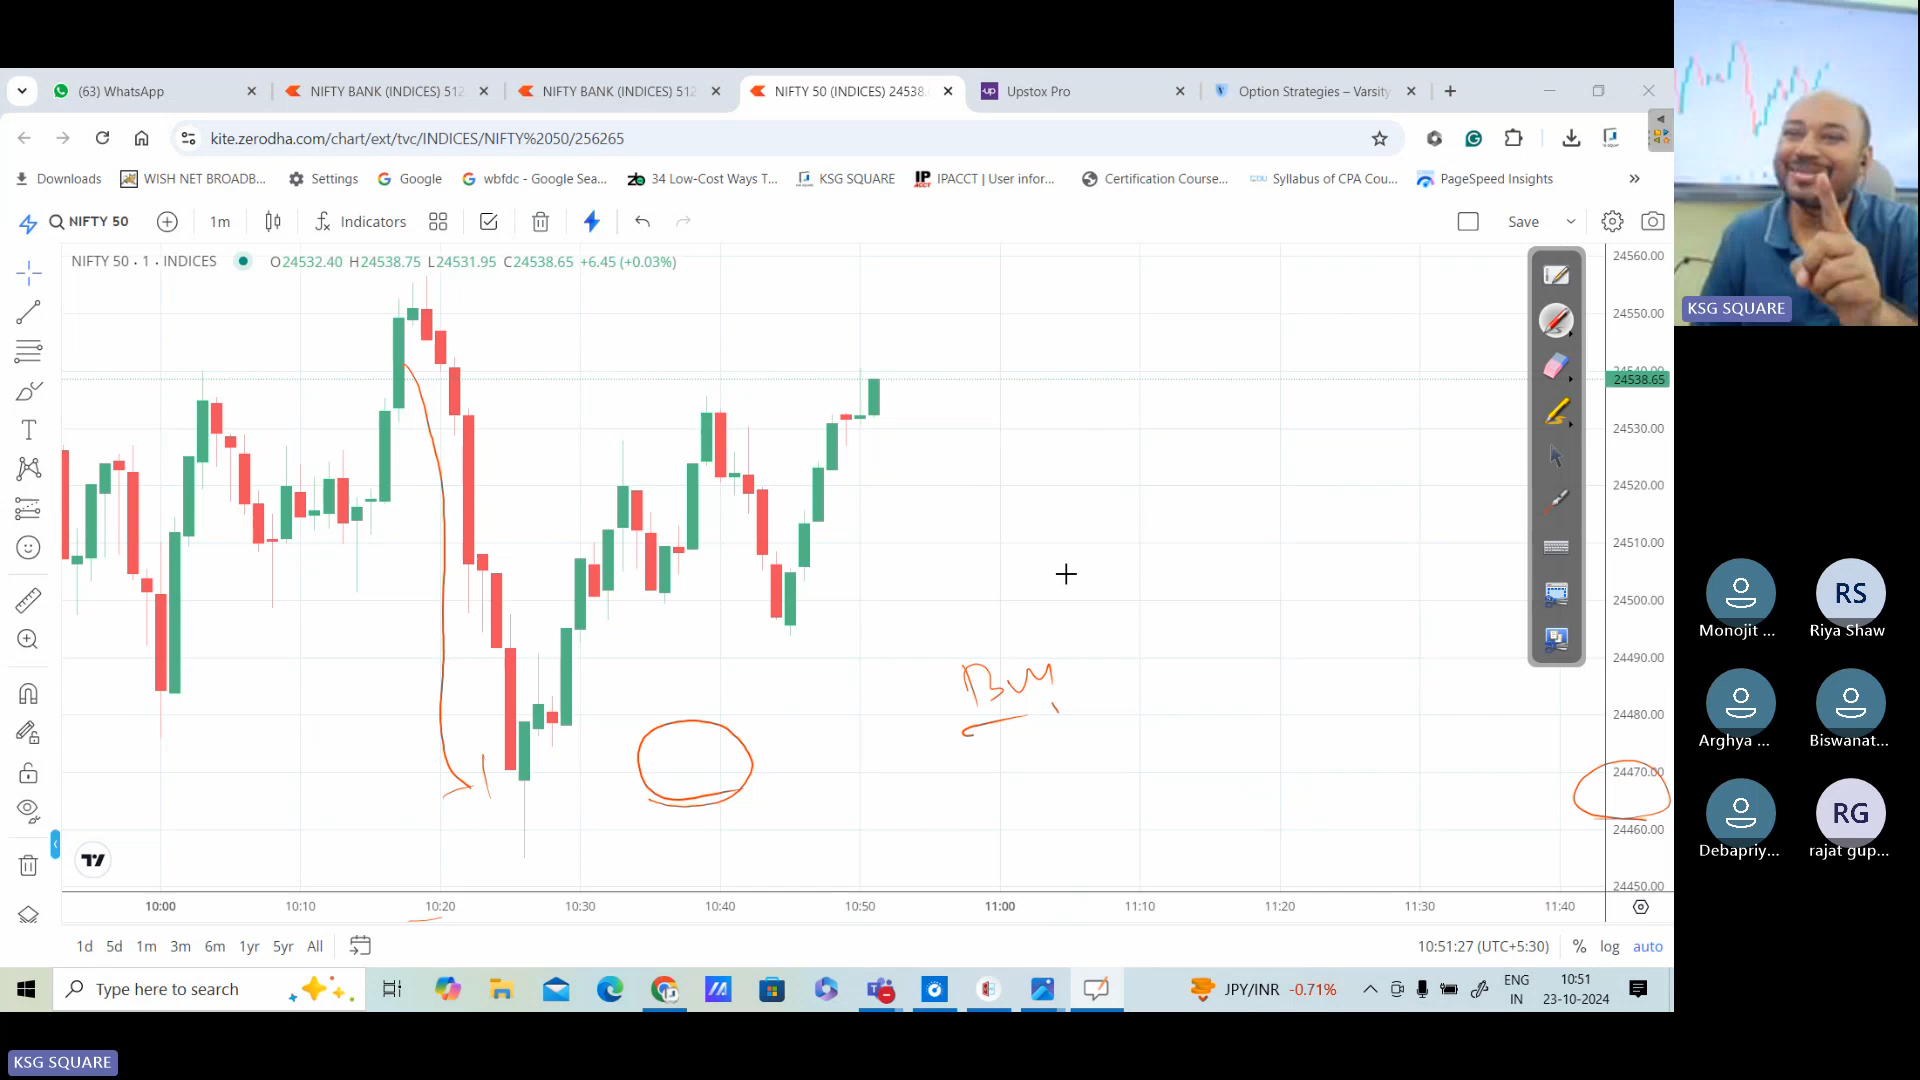 (63) WhatsApp
NIFTY BANK (INDICES) 512
NIFTY BANK (INDICES) 512
NIFTY 50 (INDICES) 24538.
Upstox Pro
Option Strategies – Varsity
kite.zerodha.com/chart/ext/tvc/INDICES/NIFTY%2050/256265
Downloads
WISH NET BROADB...
Settings
Google
wbfdc - Google Sea...
34 Low-Cost Ways T...
KSG SQUARE
IPACCT | User infor...
Certification Course...
Syllabus of CPA Cou...
PageSpeed Insights
NIFTY 50
1m
Indicators
Save
NIFTY 50 · 1 · INDICES
O24532.40 H24538.75 L24531.95 C24538.65 +6.45 (+0.03%)
24560.00
24550.00
24538.65
24530.00
24520.00
24510.00
24500.00
24490.00
24480.00
24470.00
24460.00
24450.00
Buy
10:00
10:10
10:20
10:30
10:40
10:50
11:00
11:10
11:20
11:30
11:40
1d 5d 1m 3m 6m 1yr 5yr All
10:51:27 (UTC+5:30) % log auto
Type here to search
JPY/INR -0.71%
ENG
IN
10:51
23-10-2024
KSG SQUARE
Monojit ...
Riya Shaw
RS
Arghya ...
Biswanat...
Debapriy...
RG
rajat gup...
KSG SQUARE